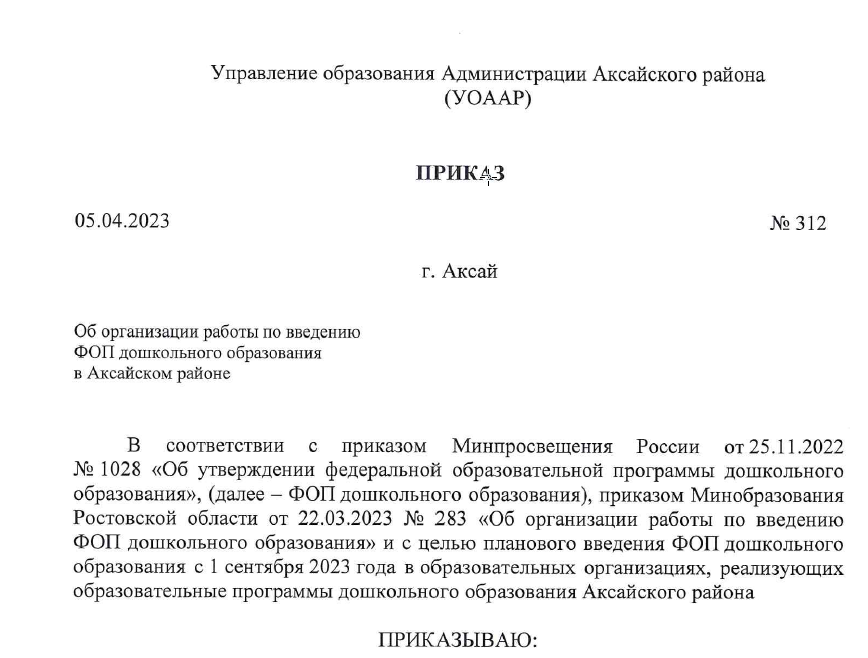 Управление образования Администрации Аксайского района
(УОААР)
ПРИКАЗ
05.04.2023
№ 312
г. Аксай
Об организации работы по введению
ФОП дошкольного образования
в Аксайском районе
В соответствии с приказом Минпросвещения России от 25.11.2022
№ 1028 «Об утверждении федеральной образовательной программы дошкольного
образования», (далее – ФОП дошкольного образования), приказом Минобразования
Ростовской области от 22.03.2023 № 283 «Об организации работы по введению
ФОП дошкольного образования» и с целью планового введения ФОП дошкольного
образования с 1 сентября 2023 года в образовательных организациях, реализующих
образовательные программы дошкольного образования Аксайского района
ПРИКАЗЫВАЮ: